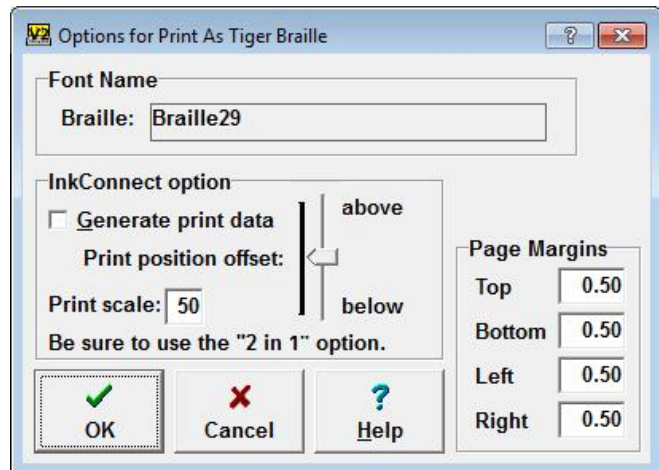 V2 Options for Print As Tiger Braille ?
Font Name
Braille: Braille29
InkConnect option
Generate print data
Print position offset:
above
below
Print scale: 50
Be sure to use the "2 in 1" option.
Page Margins
Top 0.50
Bottom 0.50
Left 0.50
Right 0.50
OK
Cancel
? Help